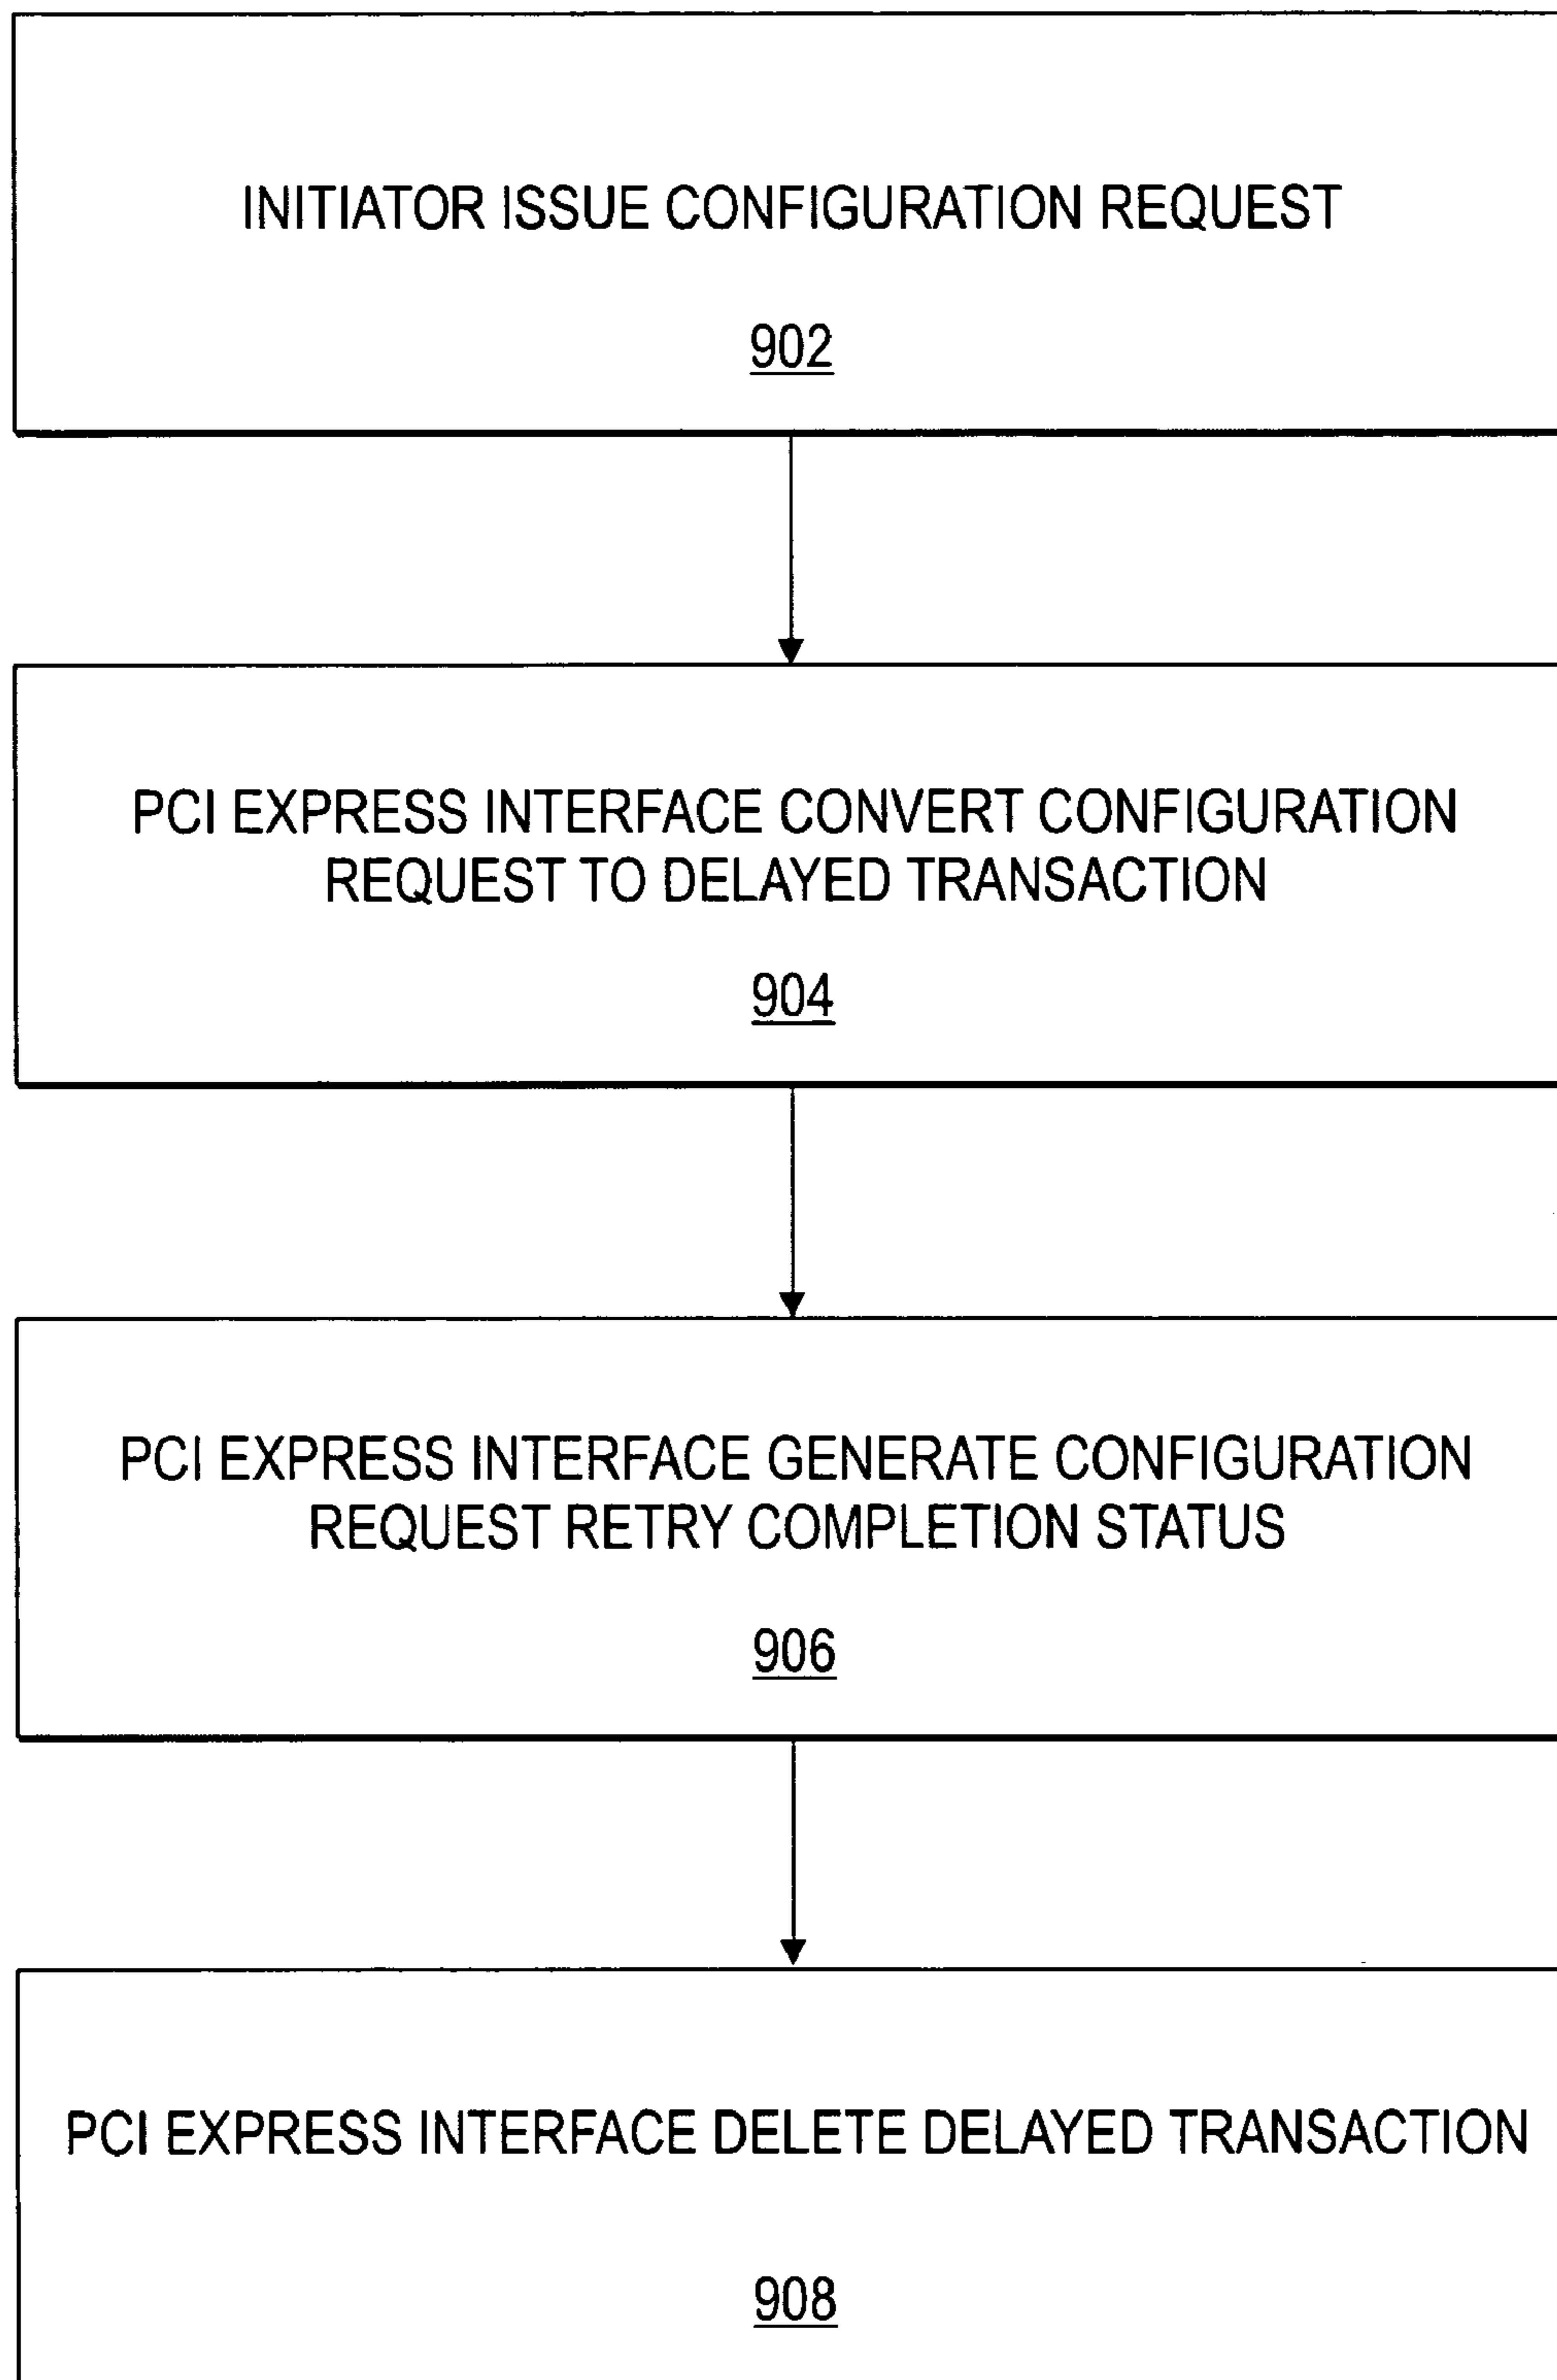 INITIATOR ISSUE CONFIGURATION REQUEST
902
PCI EXPRESS INTERFACE CONVERT CONFIGURATION
REQUEST TO DELAYED TRANSACTION
904
PCI EXPRESS INTERFACE GENERATE CONFIGURATION
REQUEST RETRY COMPLETION STATUS
906
PCI EXPRESS INTERFACE DELETE DELAYED TRANSACTION
908